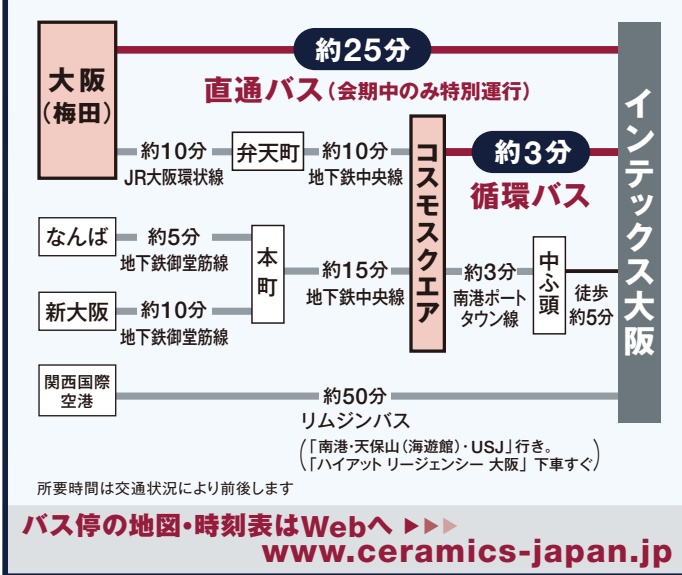 大阪
(梅田)
約25分
直通バス(会期中のみ特別運行)
約10分
JR大阪環状線
弁天町
約10分
地下鉄中央線
コスモスクエア
約3分
循環バス
インテックス大阪
なんば
約5分
地下鉄御堂筋線
本町
新大阪
約10分
地下鉄御堂筋線
約15分
地下鉄中央線
約3分
南港ポート
タウン線
中ふ頭
徒歩
約5分
関西国際
空港
約50分
リムジンバス
(「南港・天保山(海遊館)・USJ」行き。
「ハイアット リージェンシー 大阪」 下車すぐ)
所要時間は交通状況により前後します
バス停の地図・時刻表はWebへ ▶▶▶
www.ceramics-japan.jp